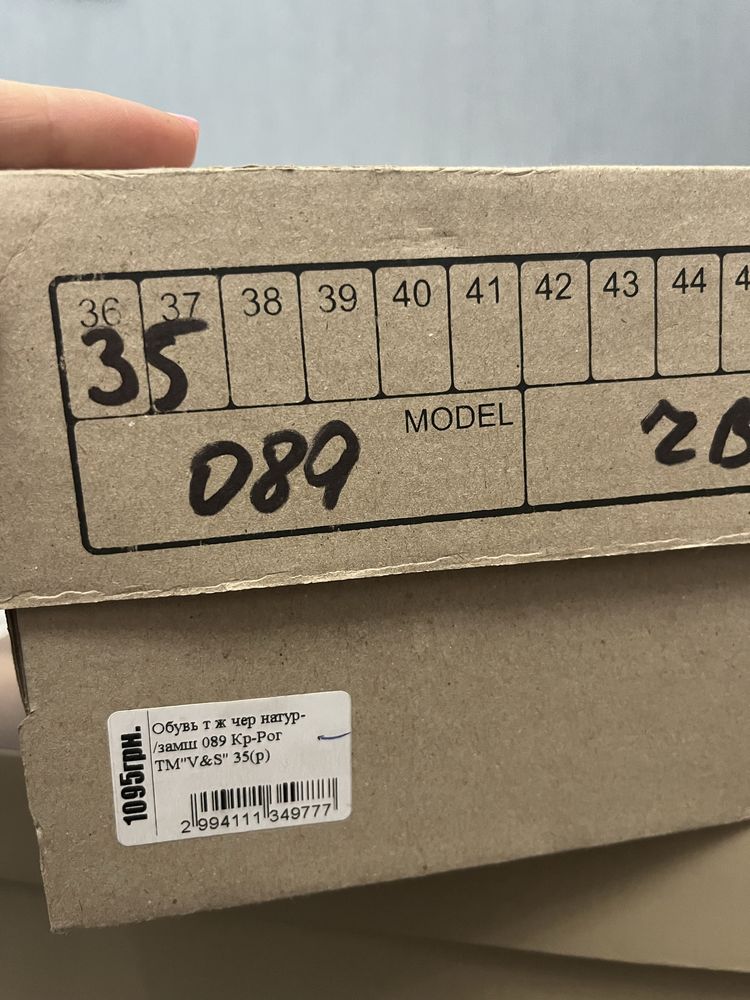 36 37 38 39 40 41 42 43 44
35
MODEL
089
1095грн.
Обувь т ж чер натур-
/замш 089 Кр-Рог
ТМ"V&S" 35(р)
2 994111 349777